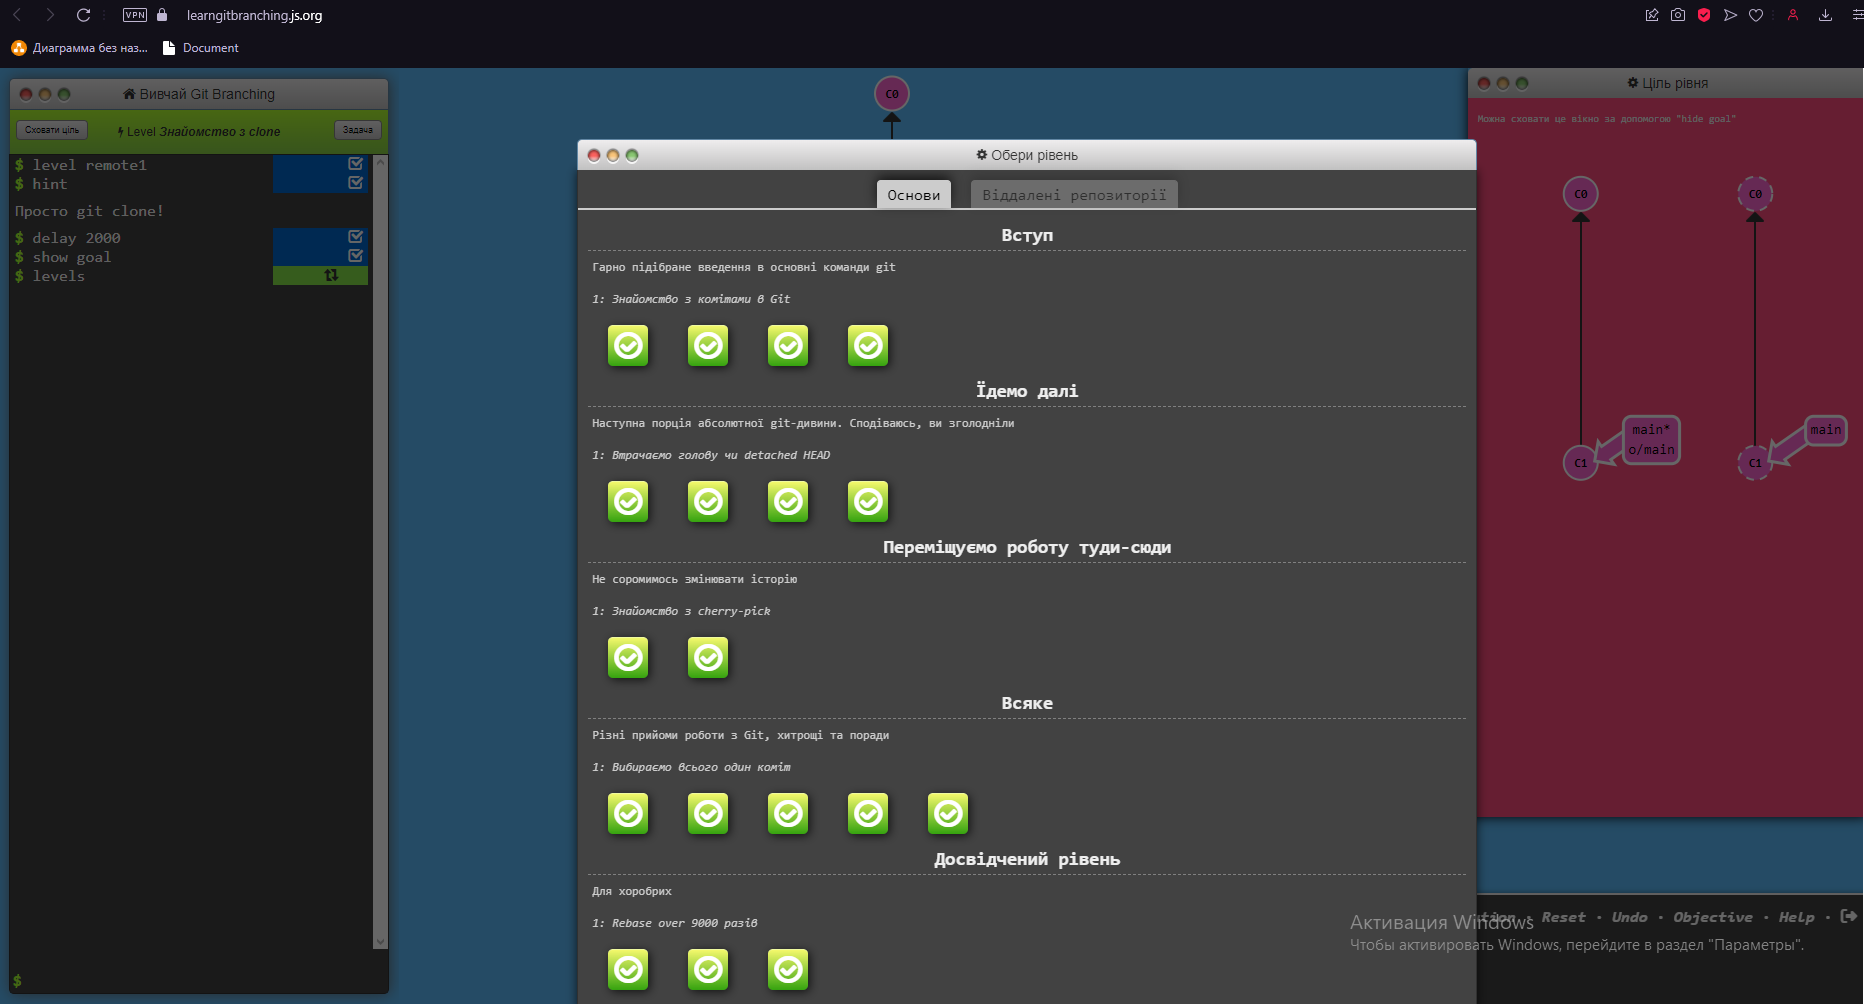 VPN
learngitbranching.js.org
Диаграмма без наз...
Document
Вивчай Git Branching
Сховати ціль
Level Знайомство з clone
Задача
$ level remote1
$ hint
Просто git clone!
$ delay 2000
$ show goal
$ levels
$
C0
Обери рівень
Основи
Віддалені репозиторії
Вступ
Гарно підібране введення в основні команди git
1: Знайомство з комітами в Git
Їдемо далі
Наступна порція абсолютної git-дивини. Сподіваюсь, ви зголодніли
1: Втрачаємо голову чи detached HEAD
Переміщуємо роботу туди-сюди
Не соромимось змінювати історію
1: Знайомство з cherry-pick
Всяке
Різні прийоми роботи з Git, хитрощі та поради
1: Вибираємо всього один коміт
Досвідчений рівень
Для хоробрих
1: Rebase over 9000 разів
Ціль рівня
Можна сховати це вікно за допомогою "hide goal"
C0
C0
main*
o/main
main
C1
C1
Reset · Undo · Objective · Help ·
Активация Windows
Чтобы активировать Windows, перейдите в раздел "Параметры".